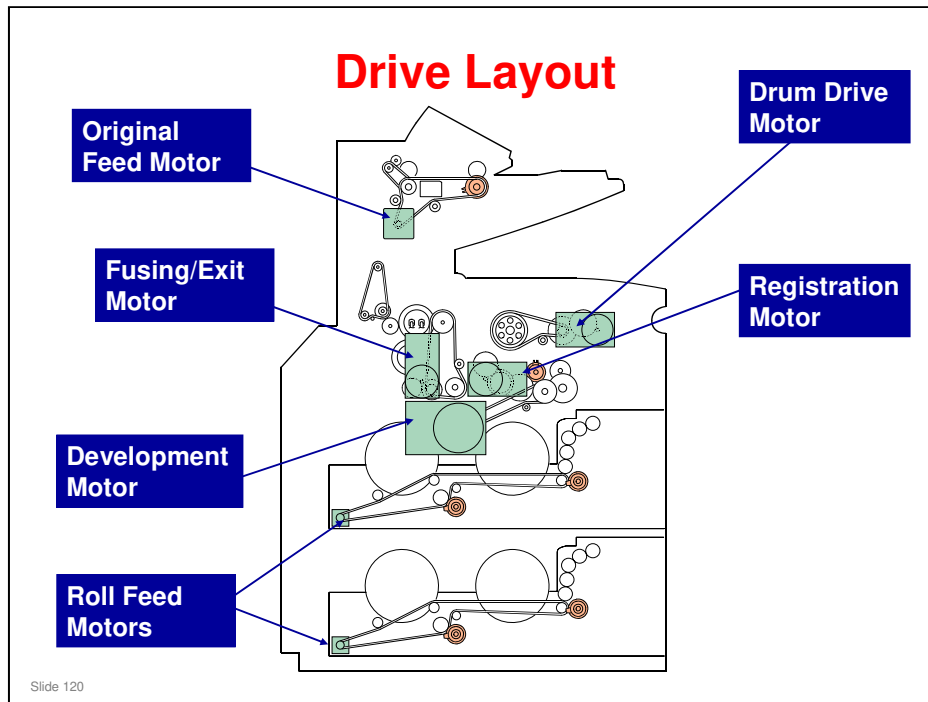 Drive Layout
Original
Feed Motor
Drum Drive
Motor
Fusing/Exit
Motor
Registration
Motor
Development
Motor
Roll Feed
Motors
Slide 120